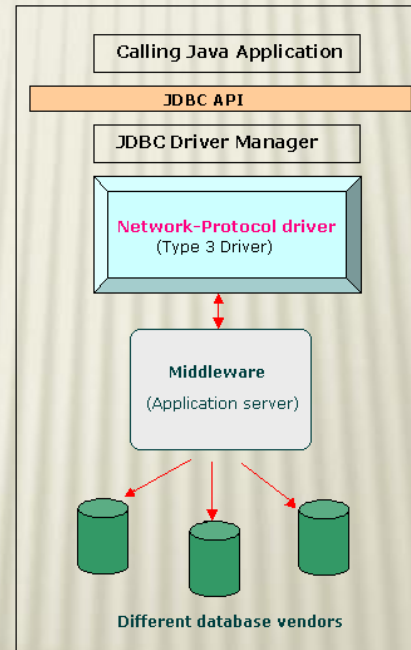 Calling Java Application
JDBC API
JDBC Driver Manager
Network-Protocol driver
(Type 3 Driver)
Middleware
(Application server)
Different database vendors